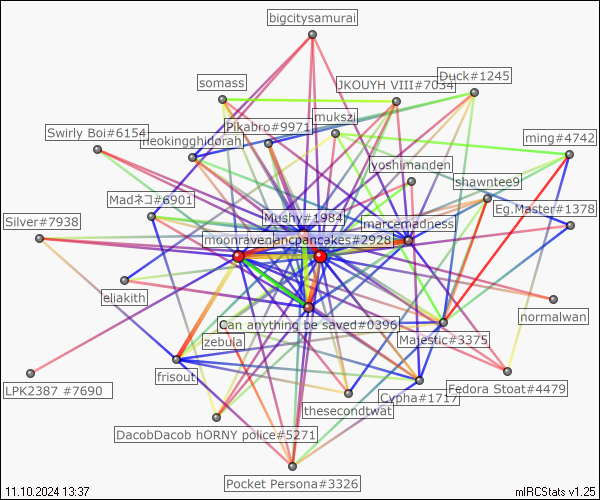 bigcitysamurai
Duck#1245
somass
JKOUYH VIII#7034
mukszi
Pikabro#9971
Swirly Boi#6154
neokingghidorah
ming#4742
yoshimanden
shawntee9
Madネコ#6901
Eg.Master#1378
Mushy#1984
marcemadness
Silver#7938
pancakes#2928
eliakith
normalwan
Can anything be saved#0396
zebula
Majestic#3375
frisout
LPK2387 #7690
Fedora Stoat#4479
Cypha#1717
thesecondtwat
DacobDacob hORNY police#5271
Pocket Persona#3326
11.10.2024 13:37
mIRCStats v1.25